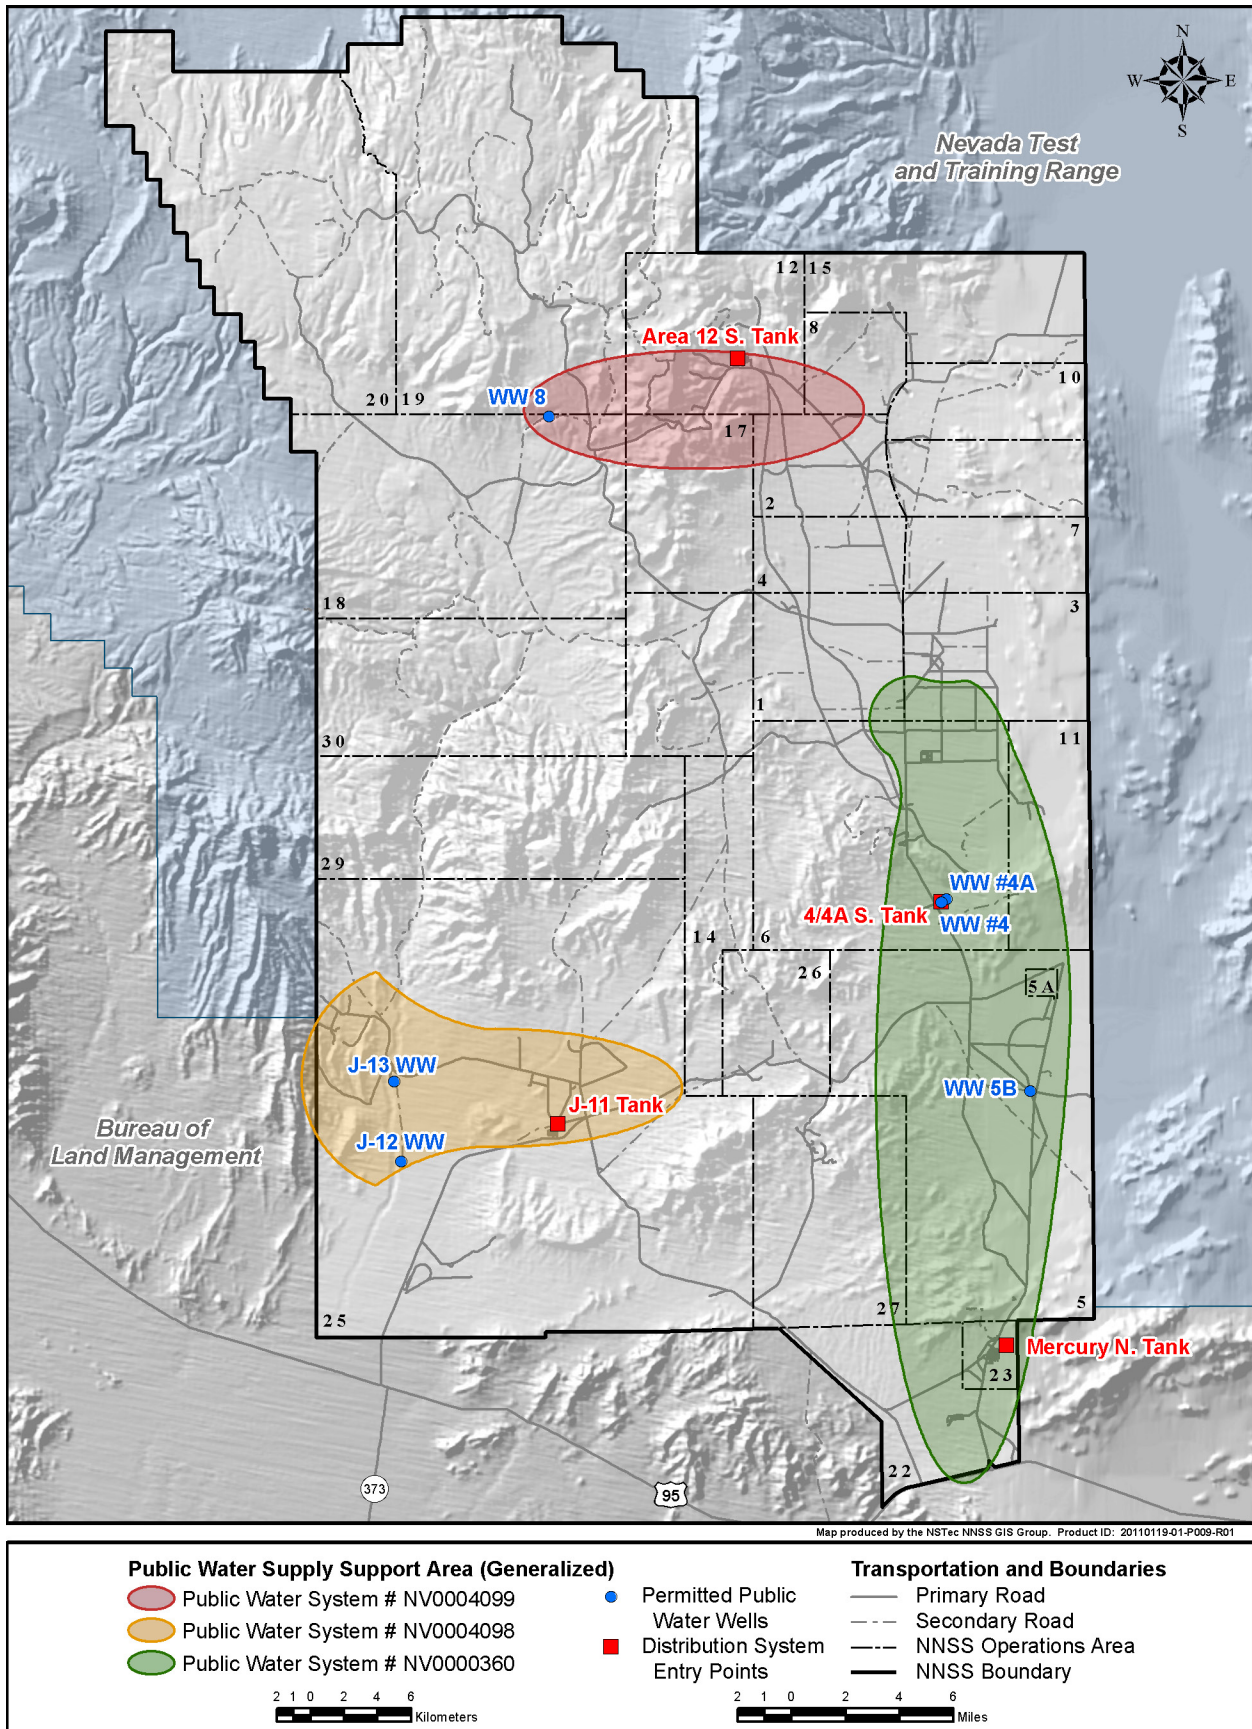 N
W E
S
Nevada Test
and Training Range
12 15
8
Area 12 S. Tank
10
20 19
WW 8
17
2
7
4
18
3
1
30
11
29
WW #4A
4/4A S. Tank
WW #4
14
6
26
5A
J-13 WW
WW 5B
J-11 Tank
Bureau of
Land Management
J-12 WW
25
27
5
Mercury N. Tank
23
22
373
95
Map produced by the NSTec NNSS GIS Group. Product ID: 20110119-01-P009-R01
Public Water Supply Support Area (Generalized)
Public Water System # NV0004099
Public Water System # NV0004098
Public Water System # NV0000360
Permitted Public
Water Wells
Distribution System
Entry Points
Transportation and Boundaries
Primary Road
Secondary Road
NNSS Operations Area
NNSS Boundary
2 1 0 2 4 6
Kilometers
2 1 0 2 4 6
Miles